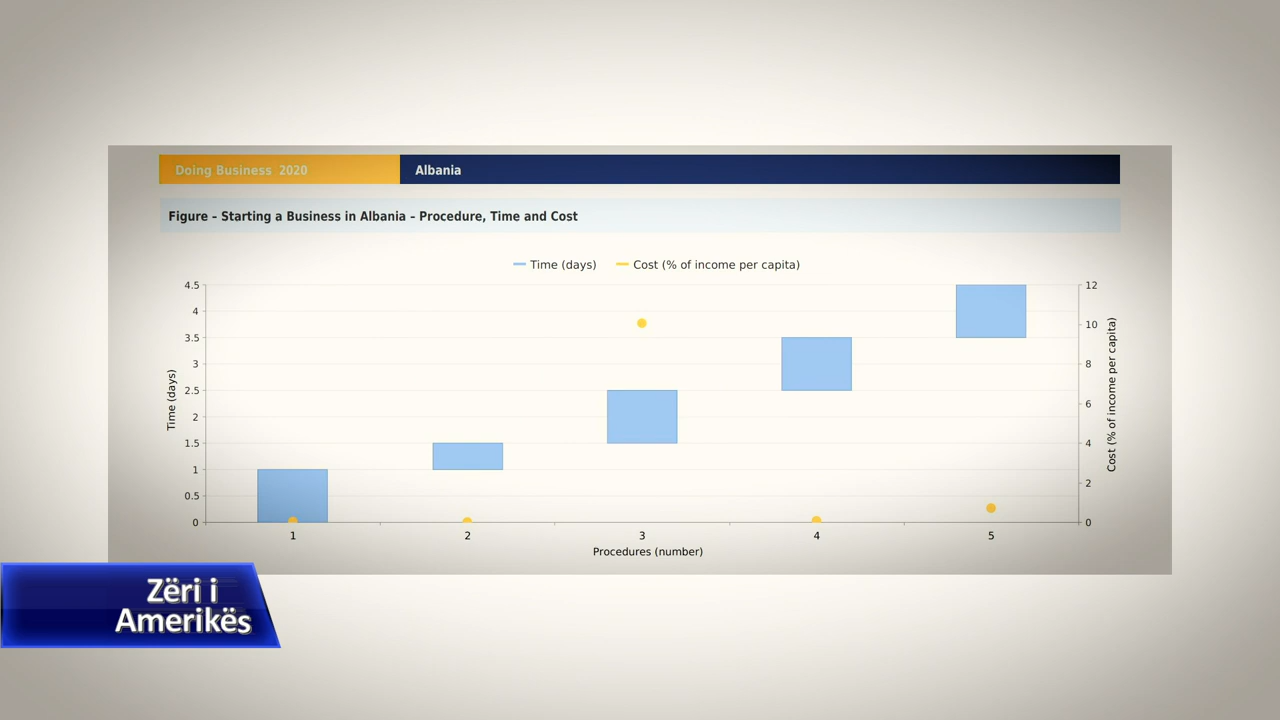 Doing Business 2020
Albania
Figure – Starting a Business in Albania – Procedure, Time and Cost
Time (days)
Cost (% of income per capita)
4.5
4
3.5
3
2.5
2
1.5
1
0.5
0
Time (days)
12
10
8
6
4
2
0
Cost (% of income per capita)
1
2
3
4
5
Procedures (number)
Zëri i
Amerikës